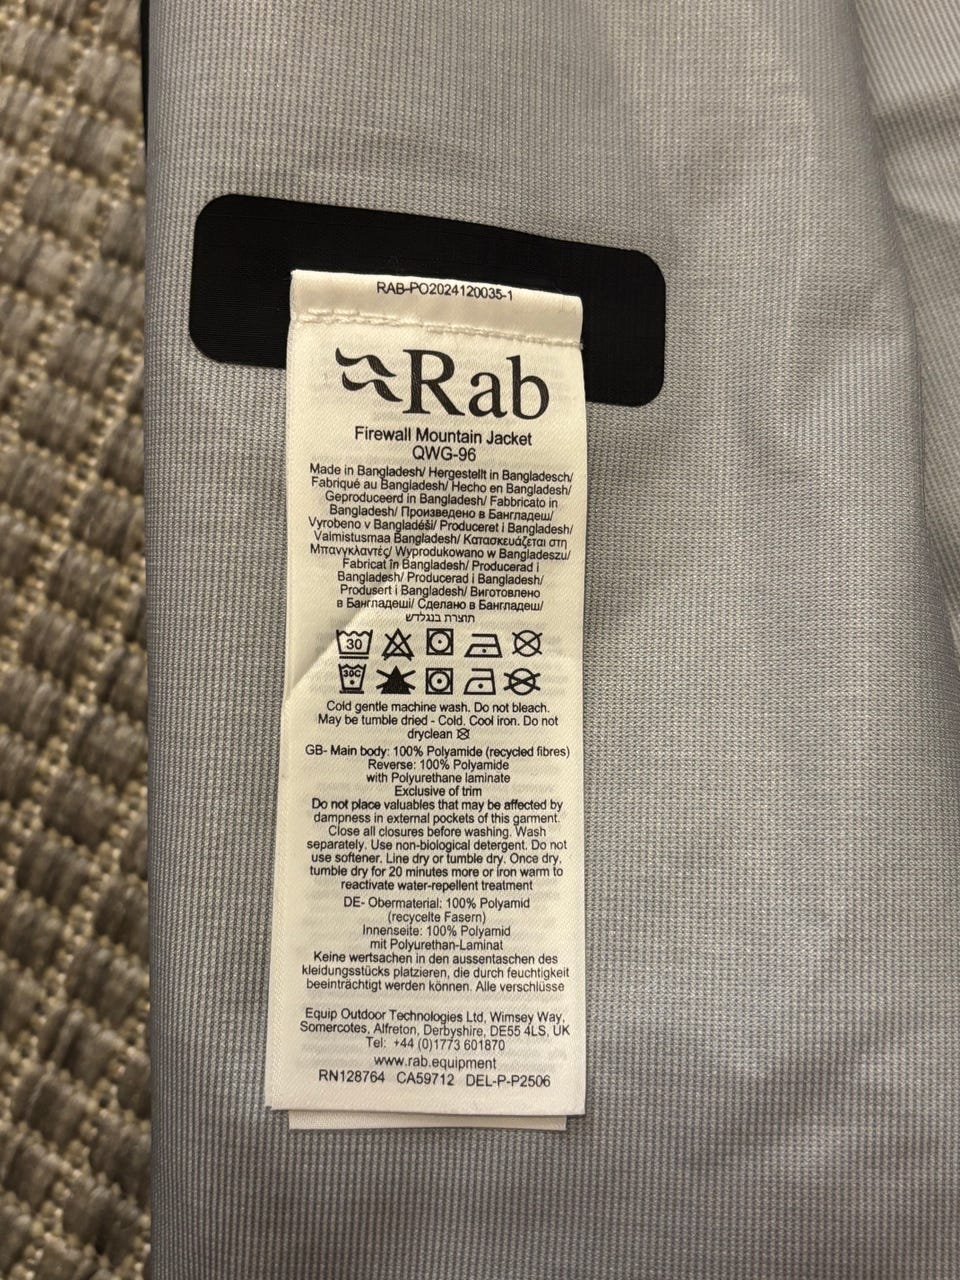 RAB-PO2024120035-1
Rab
Firewall Mountain Jacket
QWG-96
Made in Bangladesh/ Hergestellt in Bangladesch/
Fabriqué au Bangladesh/ Hecho en Bangladesh/
Geproduceerd in Bangladesh/ Fabbricato in
Bangladesh/ Произведено в Бангладеш/
Vyrobeno v Bangladéši/ Produceret i Bangladesh/
Valmistusmaa Bangladesh/ Κατασκευάζεται στη
Μπανγκλαντές/ Wyprodukowano w Bangladeszu/
Fabricat în Bangladesh/ Producerad i
Bangladesh/ Producerad i Bangladesh/
Produsert i Bangladesh/ Виготовлено
в Бангладеші/ Сделано в Бангладеш/
תוצרת בנגלדש
30
30C
Cold gentle machine wash. Do not bleach.
May be tumble dried - Cold. Cool iron. Do not
dryclean
GB- Main body: 100% Polyamide (recycled fibres)
Reverse: 100% Polyamide
with Polyurethane laminate
Exclusive of trim
Do not place valuables that may be affected by
dampness in external pockets of this garment.
Close all closures before washing. Wash
separately. Use non-biological detergent. Do not
use softener. Line dry or tumble dry. Once dry,
tumble dry for 20 minutes more or iron warm to
reactivate water-repellent treatment
DE- Obermaterial: 100% Polyamid
(recycelte Fasern)
Innenseite: 100% Polyamid
mit Polyurethan-Laminat
Keine wertsachen in den aussentaschen des
kleidungsstücks platzieren, die durch feuchtigkeit
beeinträchtigt werden können. Alle verschlüsse
Equip Outdoor Technologies Ltd, Wimsey Way,
Somercotes, Alfreton, Derbyshire, DE55 4LS, UK
Tel: +44 (0)1773 601870
www.rab.equipment
RN128764 CA59712 DEL-P-P2506